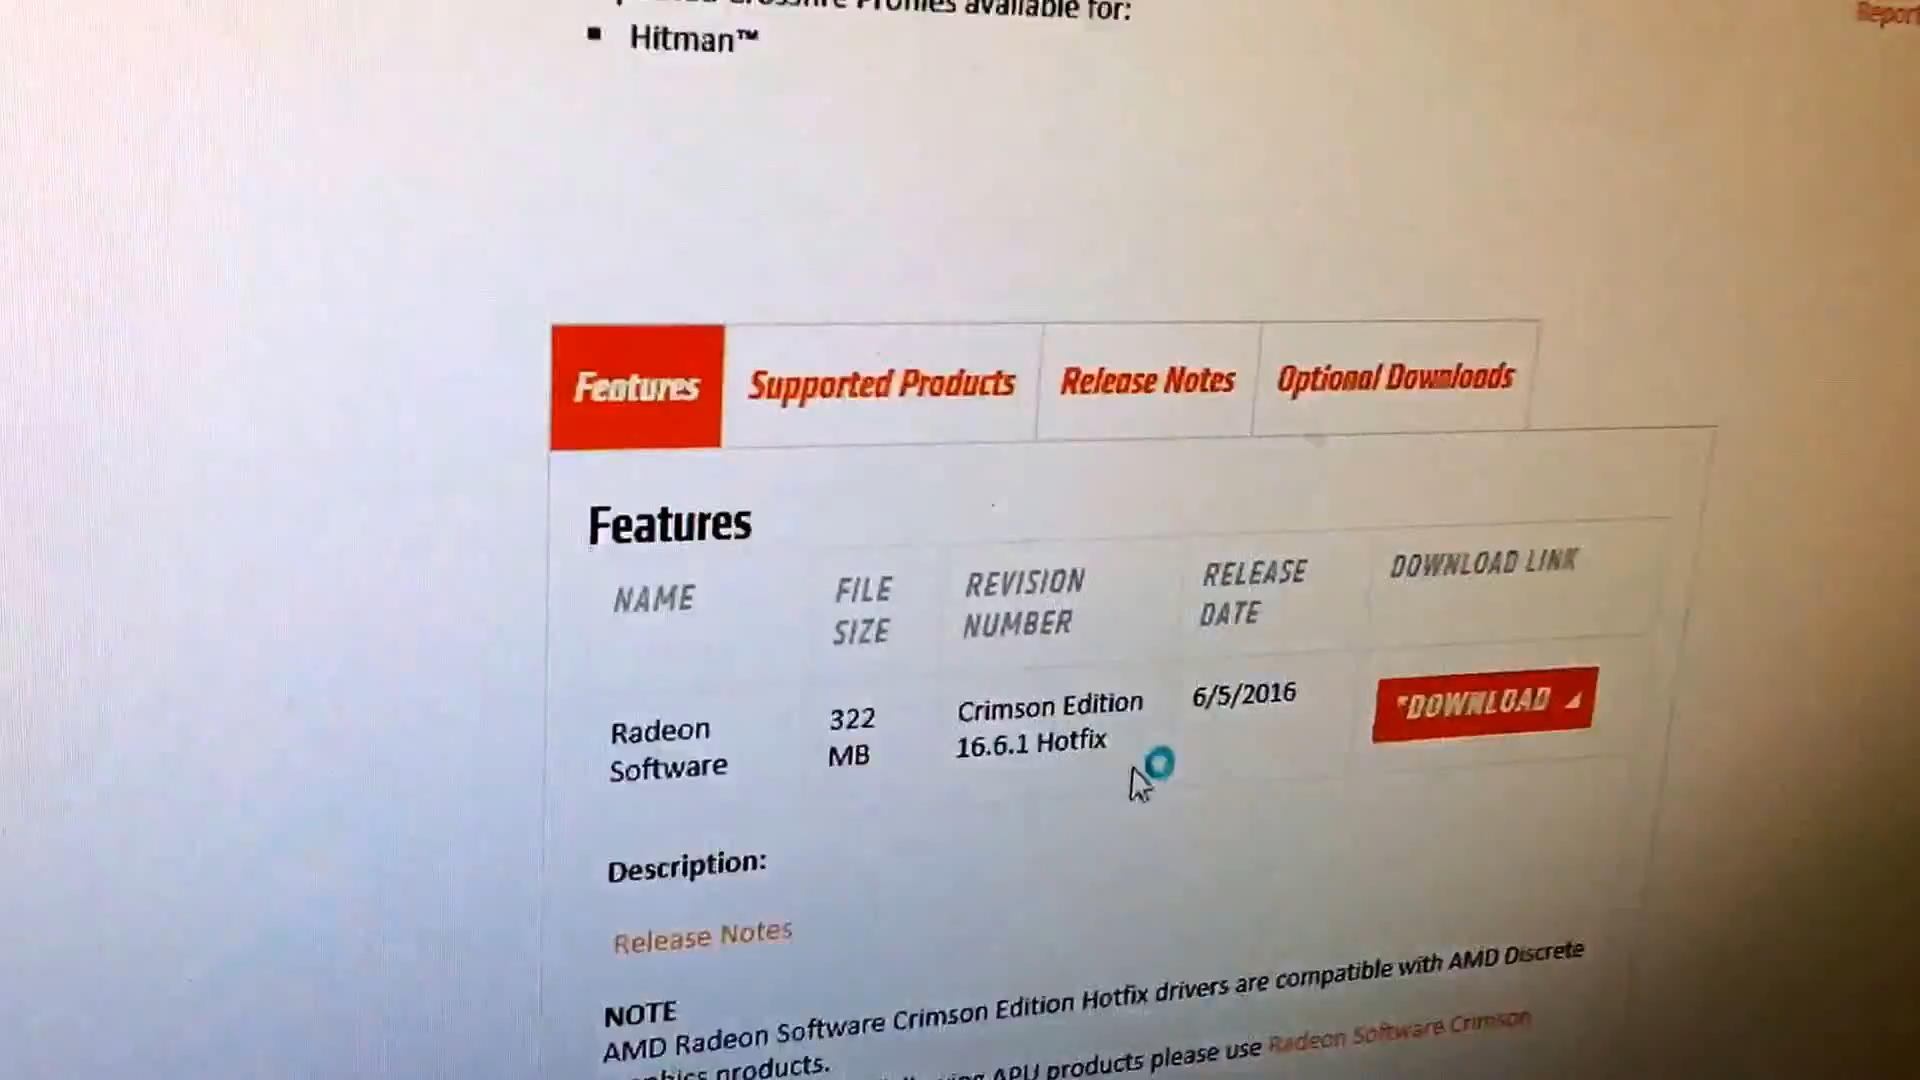 Profiles available for:
Report
▪ Hitman™
Features
Supported Products
Release Notes
Optional Downloads
Features
NAME
FILE SIZE
REVISION NUMBER
RELEASE DATE
DOWNLOAD LINK
Radeon Software
322 MB
Crimson Edition 16.6.1 Hotfix
6/5/2016
*DOWNLOAD
Description:
Release Notes
NOTE
AMD Radeon Software Crimson Edition Hotfix drivers are compatible with AMD Discrete
products.
APU products please use Radeon Software Crimson